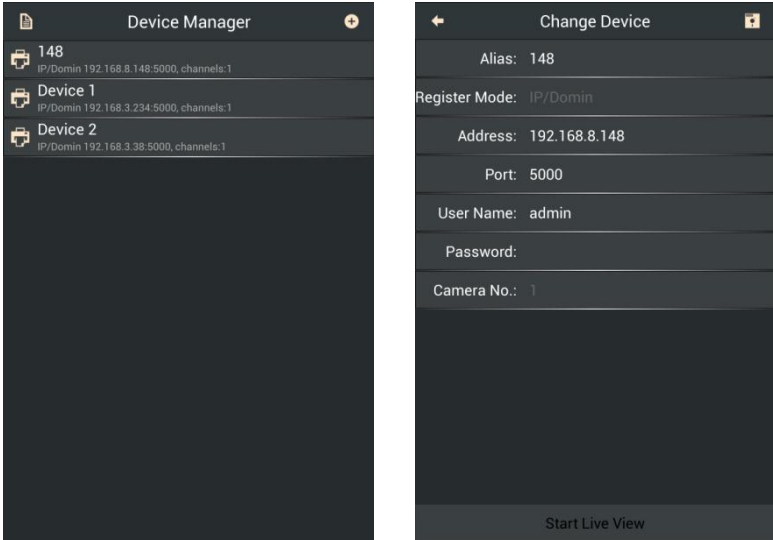 Device Manager
148
IP/Domin 192.168.8.148:5000, channels:1
Device 1
IP/Domin 192.168.3.234:5000, channels:1
Device 2
IP/Domin 192.168.3.38:5000, channels:1
Change Device
Alias: 148
Register Mode: IP/Domin
Address: 192.168.8.148
Port: 5000
User Name: admin
Password:
Camera No.: 1
Start Live View